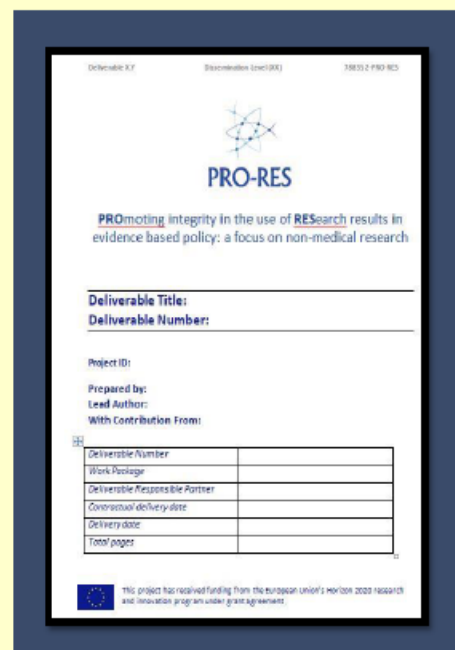 Deliverable X.Y Dissemination Level (XX) 788352-PRO-RES
PRO-RES
PROmoting integrity in the use of RESearch results in
evidence based policy: a focus on non-medical research
Deliverable Title:
Deliverable Number:
Project ID:
Prepared by:
Lead Author:
With Contribution From:
Deliverable Number
Work Package
Deliverable Responsible Partner
Contractual delivery date
Delivery date
Total pages
This project has received funding from the European Union's Horizon 2020 research
and innovation program under grant agreement